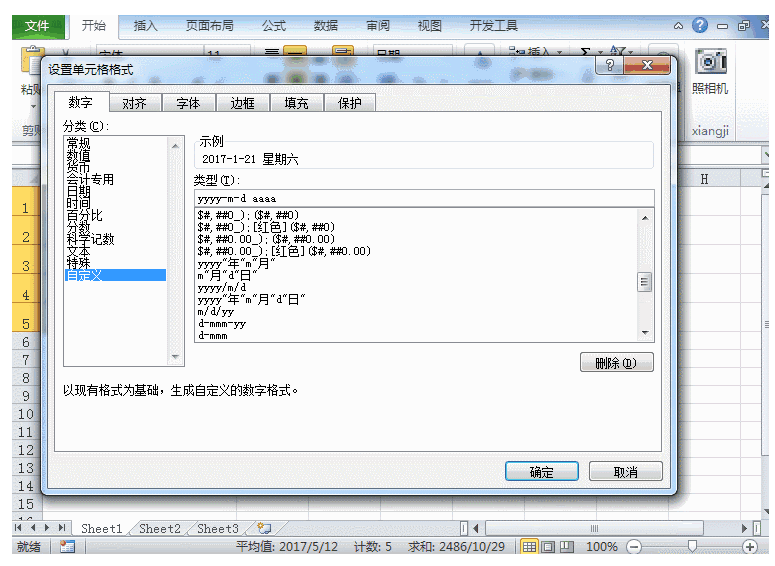 文件 开始 插入 页面布局 公式 数据 审阅 视图 开发工具
11 日期 插入 Σ
照相机
xiangji
设置单元格格式
数字 对齐 字体 边框 填充 保护
分类(C):
常规
数值
货币
会计专用
日期
时间
百分比
分数
科学记数
文本
特殊
自定义
示例
2017-1-21 星期六
类型(T):
yyyy-m-d aaaa
$#,##0_);($#,##0)
$#,##0_);[红色]($#,##0)
$#,##0.00_);($#,##0.00)
$#,##0.00_);[红色]($#,##0.00)
yyyy"年"m"月"
m"月"d"日"
yyyy/m/d
yyyy"年"m"月"d"日"
m/d/yy
d-mmm-yy
d-mmm
删除(D)
以现有格式为基础，生成自定义的数字格式。
确定 取消
H
1
2
3
4
5
6
7
8
9
10
11
12
13
14
15
Sheet1 Sheet2 Sheet3
就绪 平均值: 2017/5/12 计数: 5 求和: 2486/10/29 100%